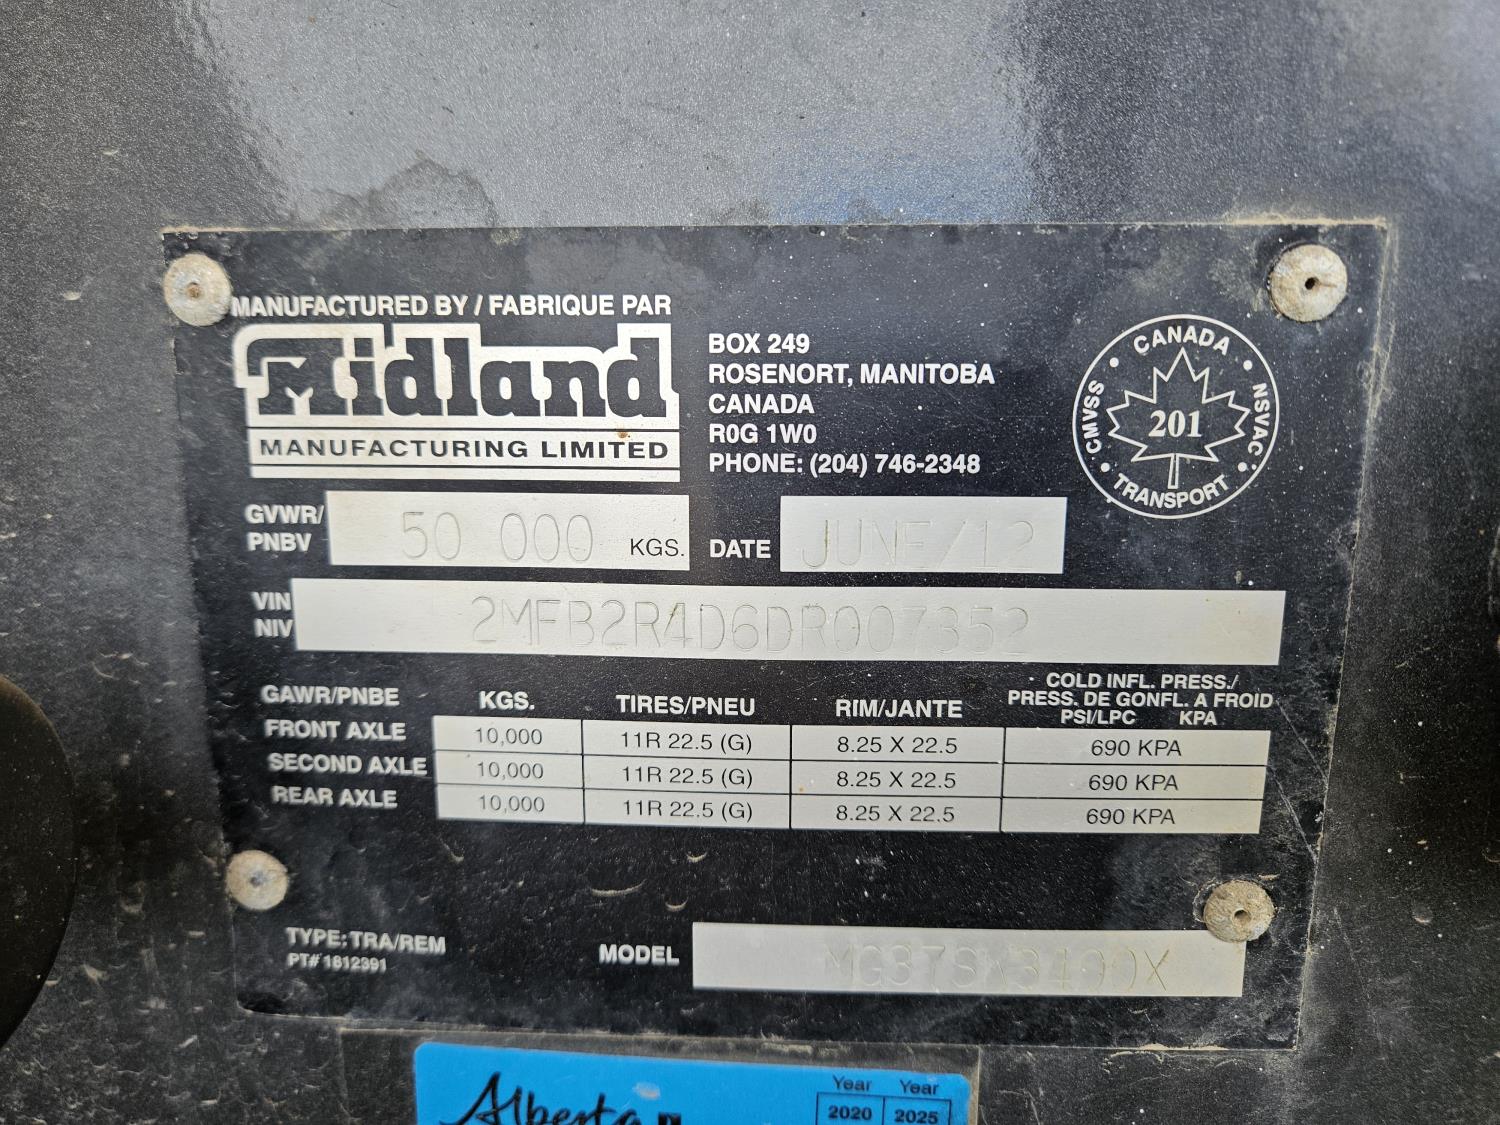 MANUFACTURED BY / FABRIQUE PAR
Midland
MANUFACTURING LIMITED
BOX 249
ROSENORT, MANITOBA
CANADA
R0G 1W0
PHONE: (204) 746-2348
CANADA
CMVSS
201
NSVAC
TRANSPORT
GVWR/
PNBV
50 000 KGS.
DATE
JUNE/12
VIN
NIV
2MFB2R4D6DR007352
GAWR/PNBE KGS. TIRES/PNEU RIM/JANTE
COLD INFL. PRESS./
PRESS. DE GONFL. A FROID
PSI/LPC KPA
FRONT AXLE 10,000 11R 22.5 (G) 8.25 X 22.5 690 KPA
SECOND AXLE 10,000 11R 22.5 (G) 8.25 X 22.5 690 KPA
REAR AXLE 10,000 11R 22.5 (G) 8.25 X 22.5 690 KPA
TYPE: TRA/REM
PT# 1812391
MODEL
Alberta
Year Year
2020 2025